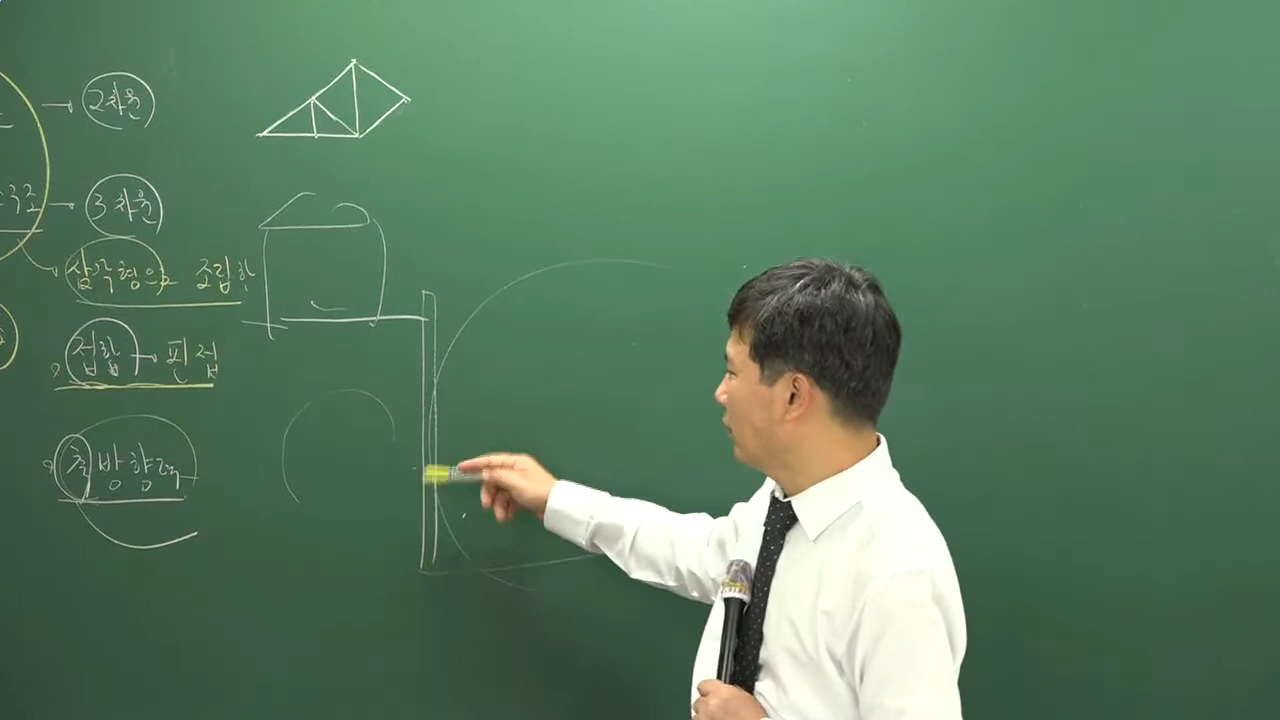 2차원
3차원
삼각형으로 조립한
접합 → 핀접
횡방향력